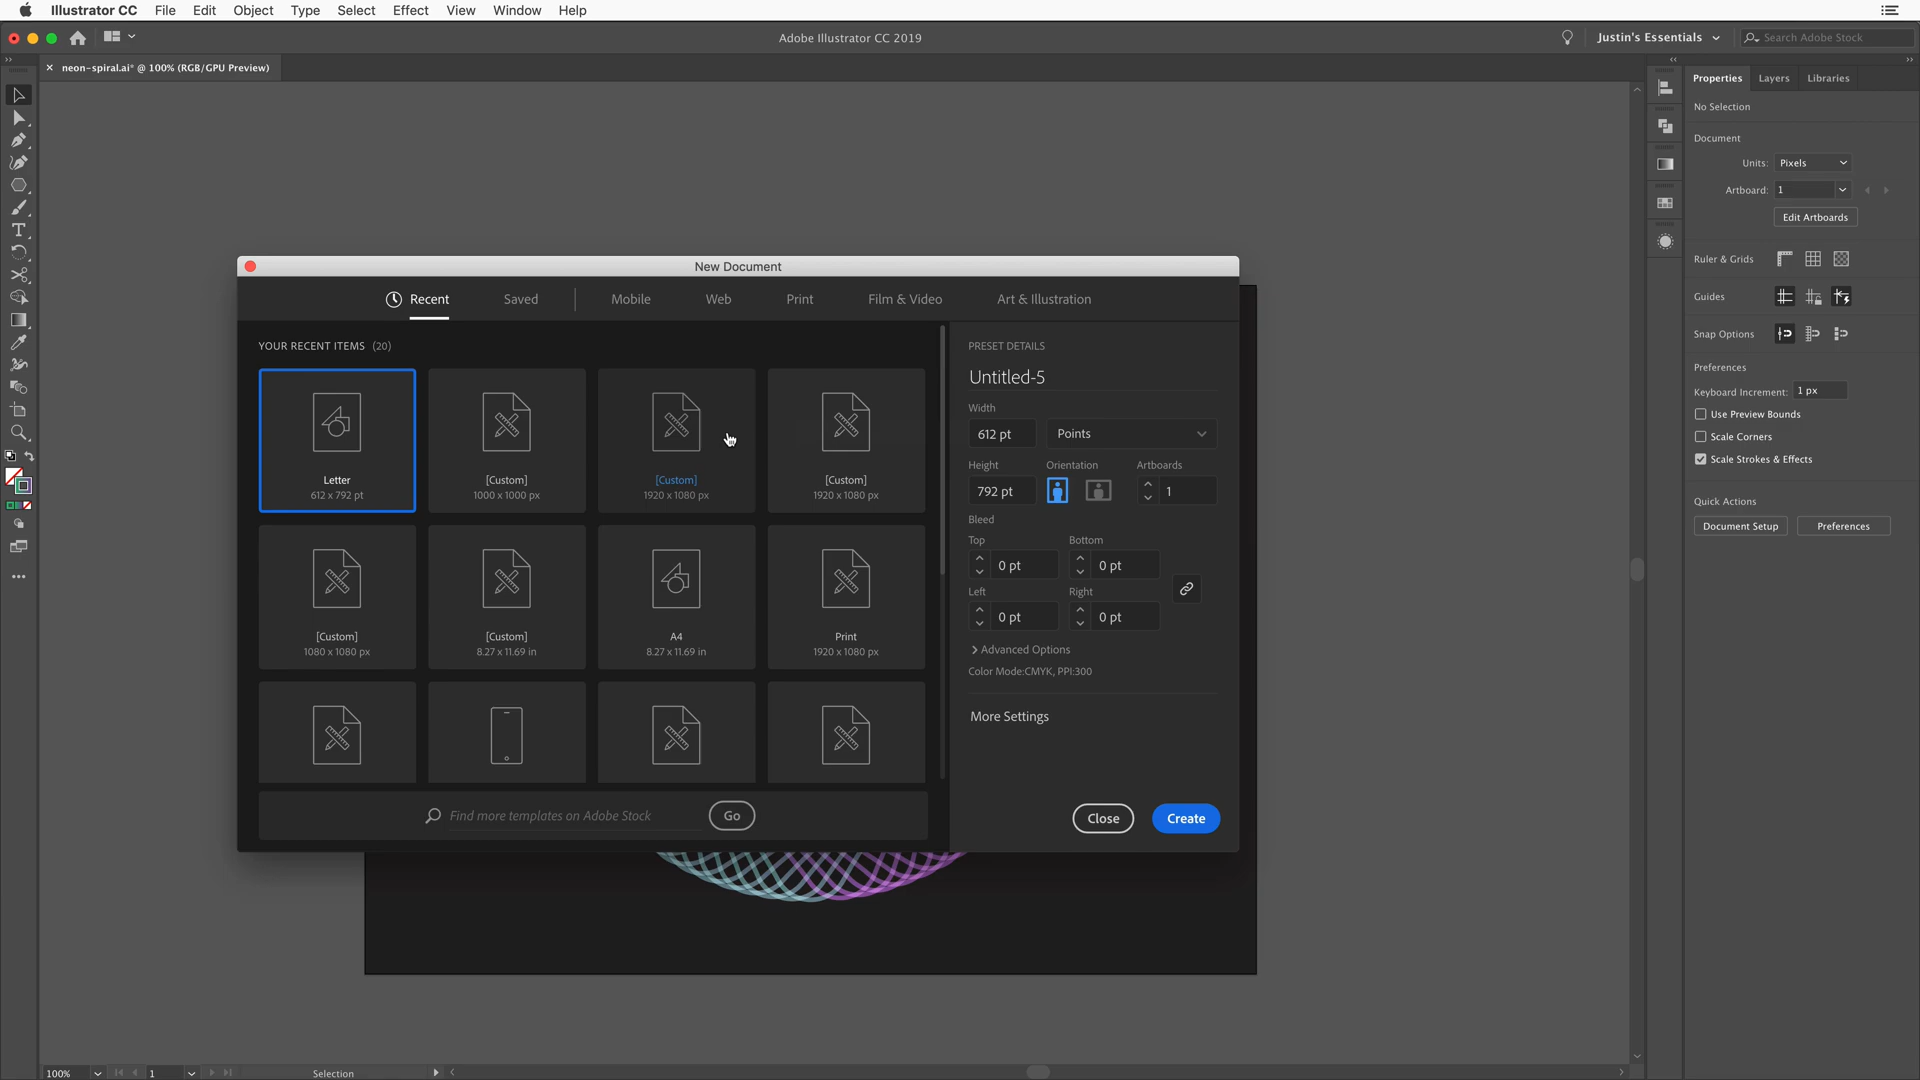 Illustrator CC File Edit Object Type Select Effect View Window Help
Adobe Illustrator CC 2019
Justin's Essentials
Search Adobe Stock
neon-spiral.ai* @ 100% (RGB/GPU Preview)
Properties Layers Libraries
No Selection
Document
Units: Pixels
Artboard: 1
Edit Artboards
Ruler & Grids
Guides
Snap Options
Preferences
Keyboard Increment: 1 px
Use Preview Bounds
Scale Corners
Scale Strokes & Effects
Quick Actions
Document Setup Preferences
New Document
Recent Saved Mobile Web Print Film & Video Art & Illustration
YOUR RECENT ITEMS (20)
Letter
612 x 792 pt
[Custom]
1000 x 1000 px
[Custom]
1920 x 1080 px
[Custom]
1920 x 1080 px
[Custom]
1080 x 1080 px
[Custom]
8.27 x 11.69 in
A4
8.27 x 11.69 in
Print
1920 x 1080 px
Find more templates on Adobe Stock
Go
PRESET DETAILS
Untitled-5
Width
612 pt Points
Height Orientation Artboards
792 pt 1
Bleed
Top Bottom
0 pt 0 pt
Left Right
0 pt 0 pt
Advanced Options
Color Mode:CMYK, PPI:300
More Settings
Close Create
100% 1 Selection